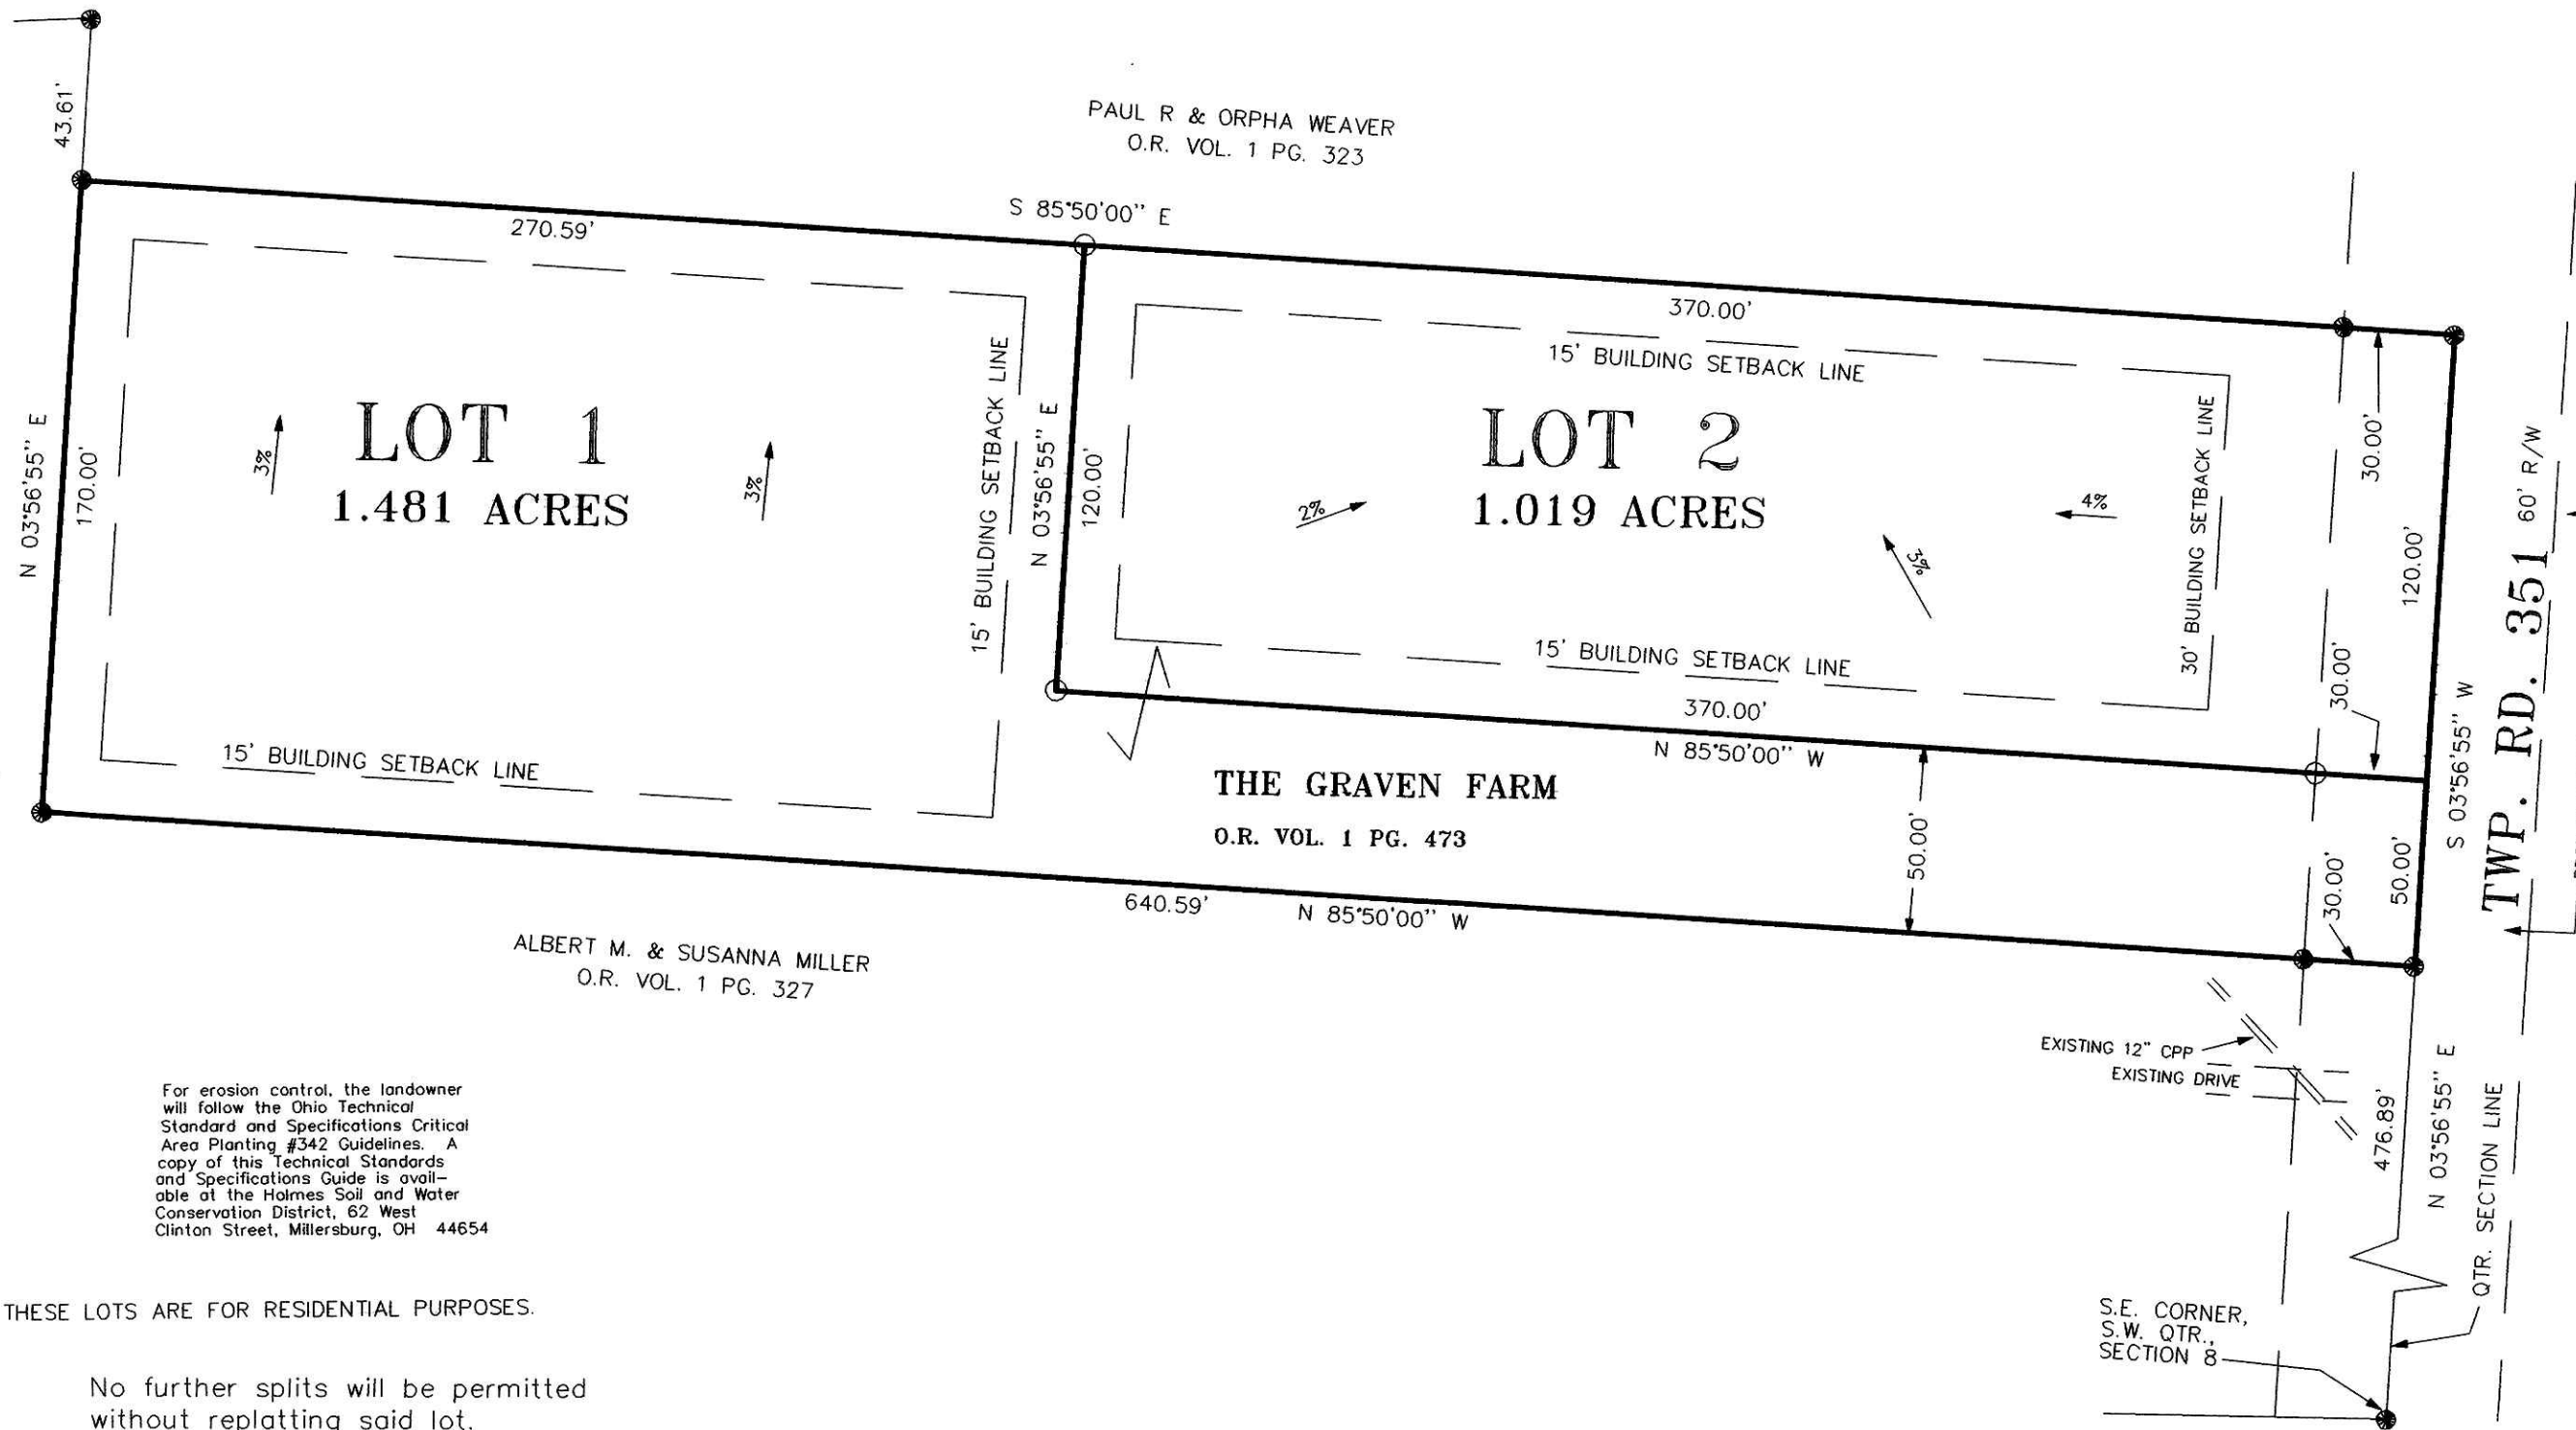 43.61'
PAUL R & ORPHA WEAVER
O.R. VOL. 1 PG. 323
S 85°50'00" E
270.59'
370.00'
15' BUILDING SETBACK LINE
LOT 1
1.481 ACRES
3%
3%
N 03°56'55" E
170.00'
15' BUILDING SETBACK LINE
N 03°56'55" E
120.00'
LOT 2
1.019 ACRES
2%
3%
4%
30' BUILDING SETBACK LINE
30.00'
120.00'
60' R/W
TWP. RD. 351
S 03°56'55" W
15' BUILDING SETBACK LINE
30.00'
370.00'
N 85°50'00" W
15' BUILDING SETBACK LINE
THE GRAVEN FARM
O.R. VOL. 1 PG. 473
50.00'
30.00'
50.00'
640.59'
N 85°50'00" W
ALBERT M. & SUSANNA MILLER
O.R. VOL. 1 PG. 327
EXISTING 12" CPP
EXISTING DRIVE
476.89'
N 03°56'55" E
QTR. SECTION LINE
For erosion control, the landowner
will follow the Ohio Technical
Standard and Specifications Critical
Area Planting #342 Guidelines. A
copy of this Technical Standards
and Specifications Guide is avail-
able at the Holmes Soil and Water
Conservation District, 62 West
Clinton Street, Millersburg, OH 44654
THESE LOTS ARE FOR RESIDENTIAL PURPOSES.
S.E. CORNER,
S.W. QTR.,
SECTION 8
No further splits will be permitted
without replatting said lot.